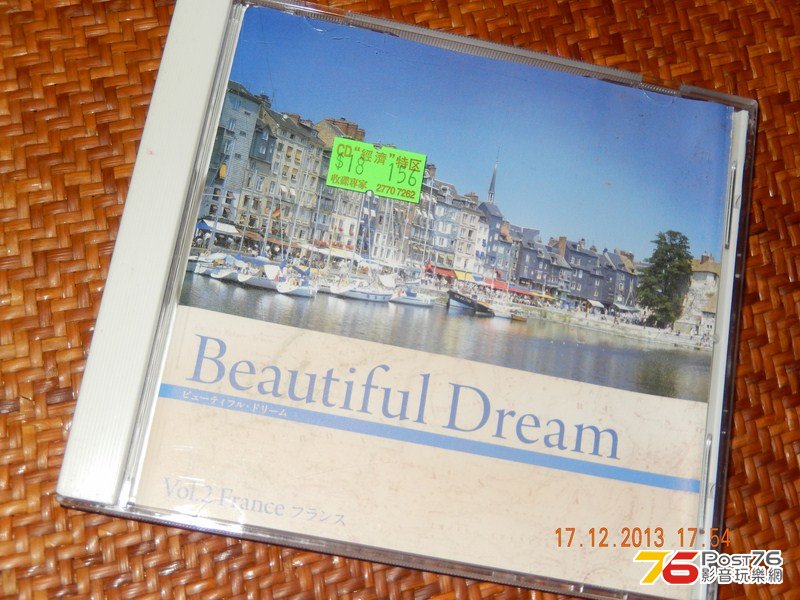 CD "經濟"特区
$18 156
收碟專家 2770 7262
Beautiful Dream
ビューティフル・ドリーム
Vol.2 France フランス
17.12.2013 17:54
76 Post76
影音玩樂網